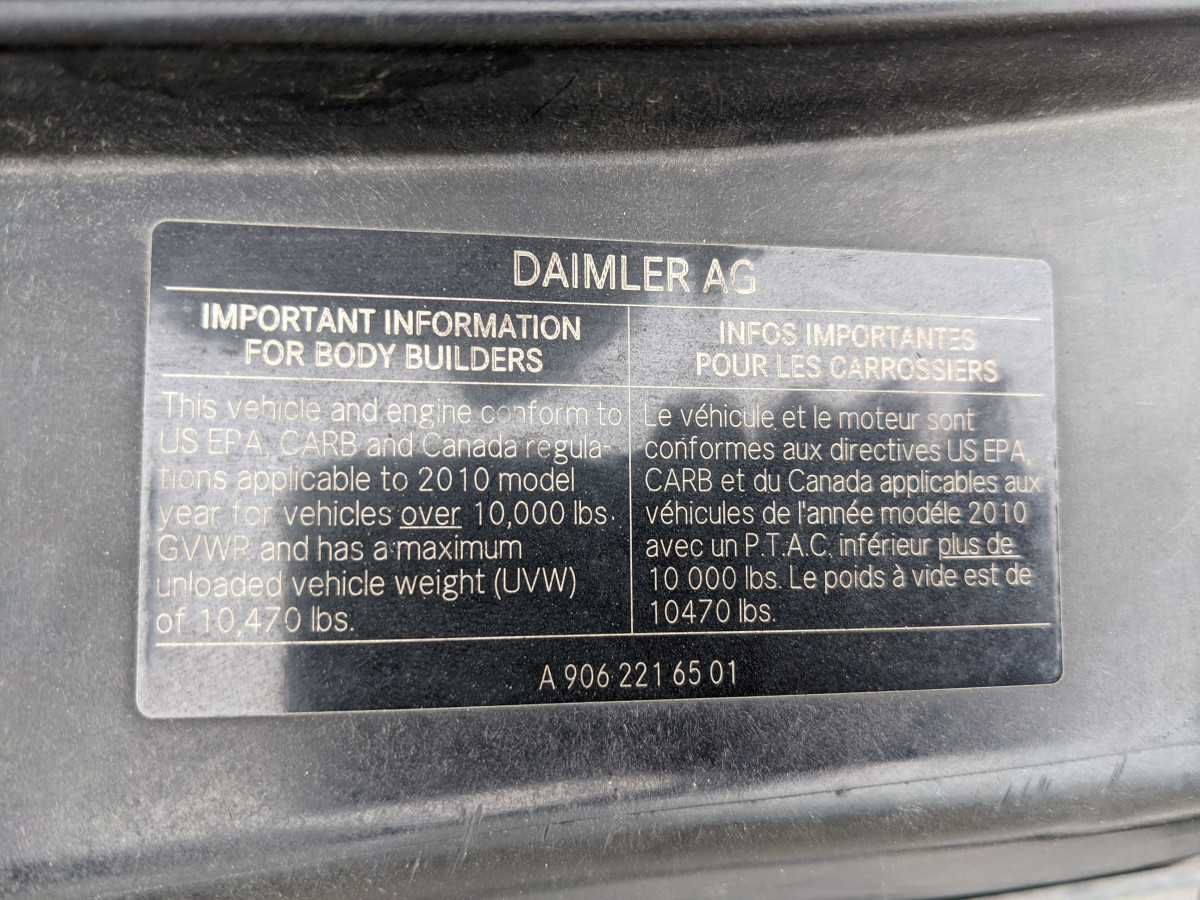 DAIMLER AG
IMPORTANT INFORMATION
FOR BODY BUILDERS
This vehicle and engine conform to
US EPA, CARB and Canada regula-
tions applicable to 2010 model
year for vehicles over 10,000 lbs.
GVWR and has a maximum
unloaded vehicle weight (UVW)
of 10,470 lbs.
INFOS IMPORTANTES
POUR LES CARROSSIERS
Le véhicule et le moteur sont
conformes aux directives US EPA,
CARB et du Canada applicables aux
véhicules de l'année modéle 2010
avec un P.T.A.C. inférieur plus de
10 000 lbs. Le poids à vide est de
10470 lbs.
A 906 221 65 01